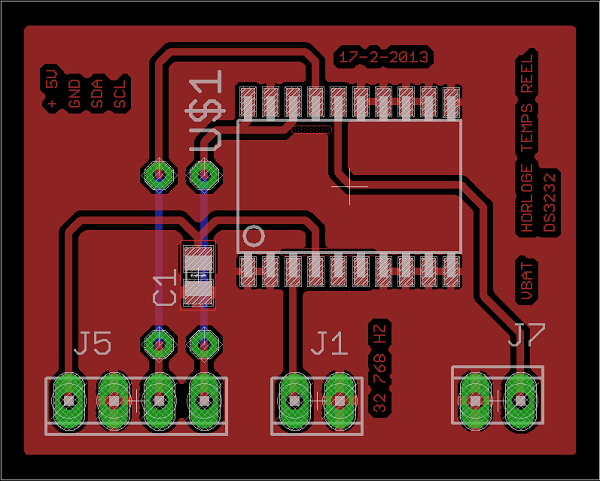 + 5V
GND
SDA
SCL
U$1
17-2-2013
HORLOGE TEMPS REEL
DS3232
VBAT
C1
J5
J1
32 768 HZ
J7